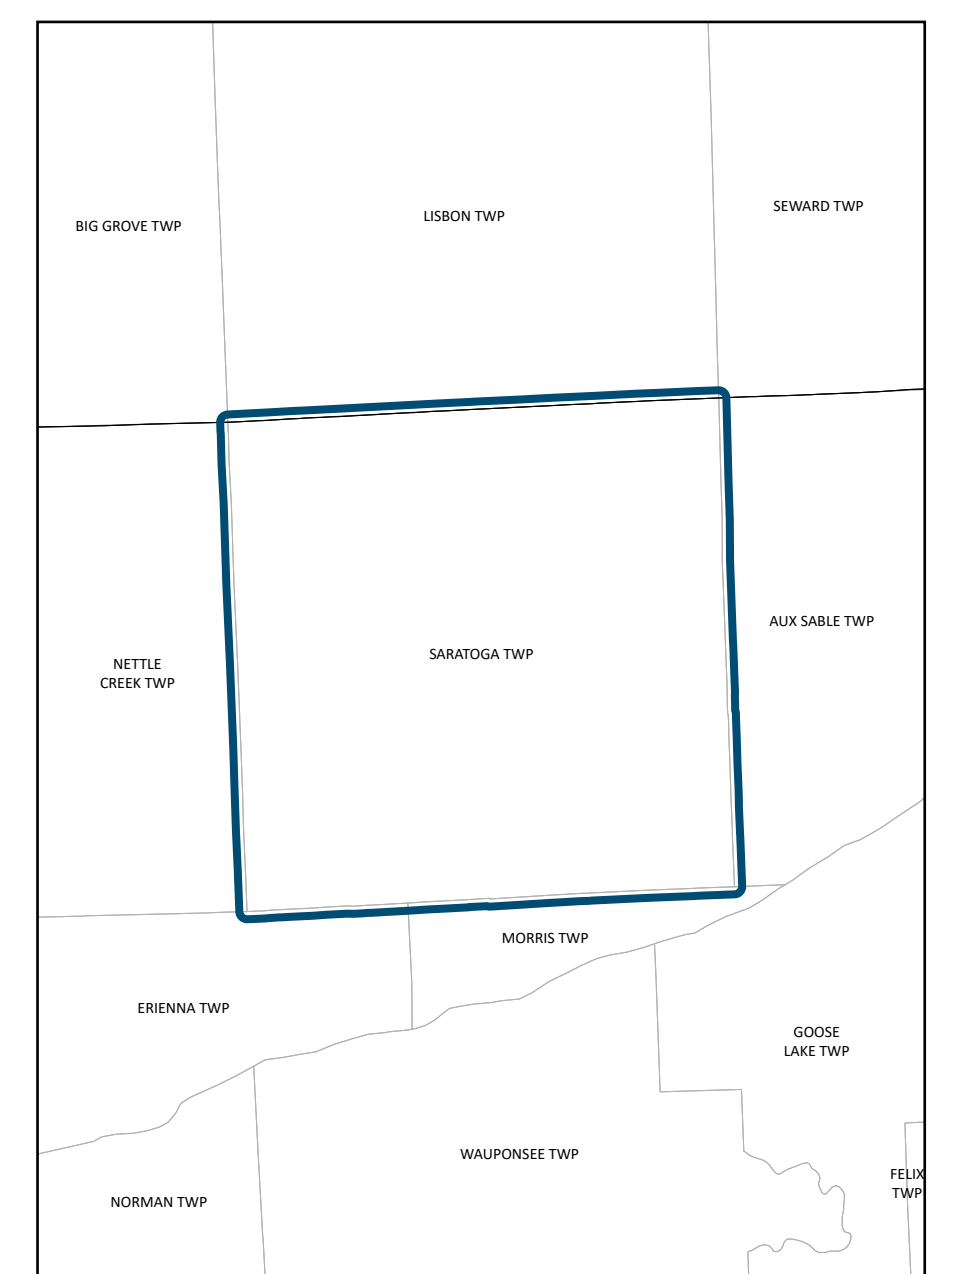 SEWARD TWP
LISBON TWP
BIG GROVE TWP
AUX SABLE TWP
SARATOGA TWP
NETTLE
CREEK TWP
MORRIS TWP
ERIENNA TWP
GOOSE
LAKE TWP
WAUPONSEE TWP
FELIX
TWP
NORMAN TWP